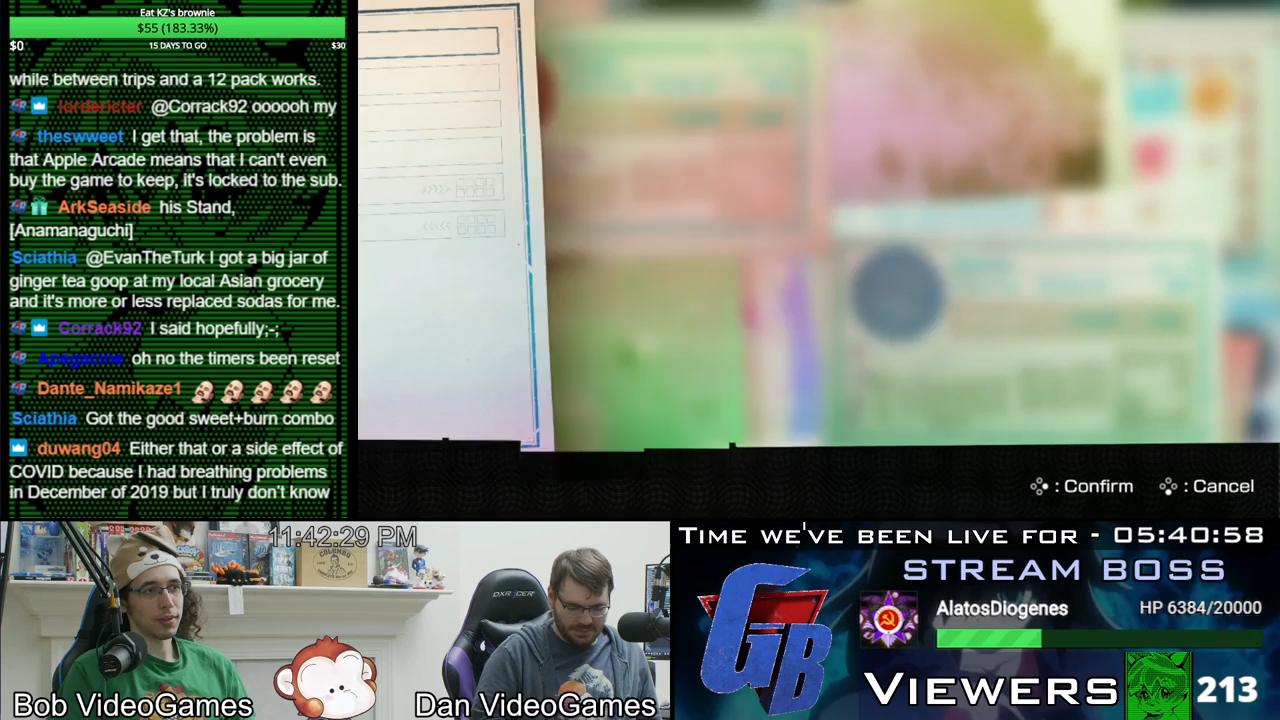 Eat KZ's brownie
$55 (183.33%)
$0 15 DAYS TO GO $30
while between trips and a 12 pack works.
lordericter @Corrack92 oooooh my
theswweet I get that, the problem is
that Apple Arcade means that I can't even
buy the game to keep, it's locked to the sub.
ArkSeaside his Stand,
[Anamanaguchi]
Sciathia @EvanTheTurk I got a big jar of
ginger tea goop at my local Asian grocery
and it's more or less replaced sodas for me.
Corrack92 I said hopefully;-;
oh no the timers been reset
Dante_Namikaze1
Sciathia Got the good sweet+burn combo
duwang04 Either that or a side effect of
COVID because I had breathing problems
in December of 2019 but I truly don't know
: Confirm : Cancel
11:42:29 PM
COLUMBO
DXRACER
Bob VideoGames
Dan VideoGames
TIME WE'VE BEEN LIVE FOR - 05:40:58
STREAM BOSS
AlatosDiogenes HP 6384/20000
GB
VIEWERS 213